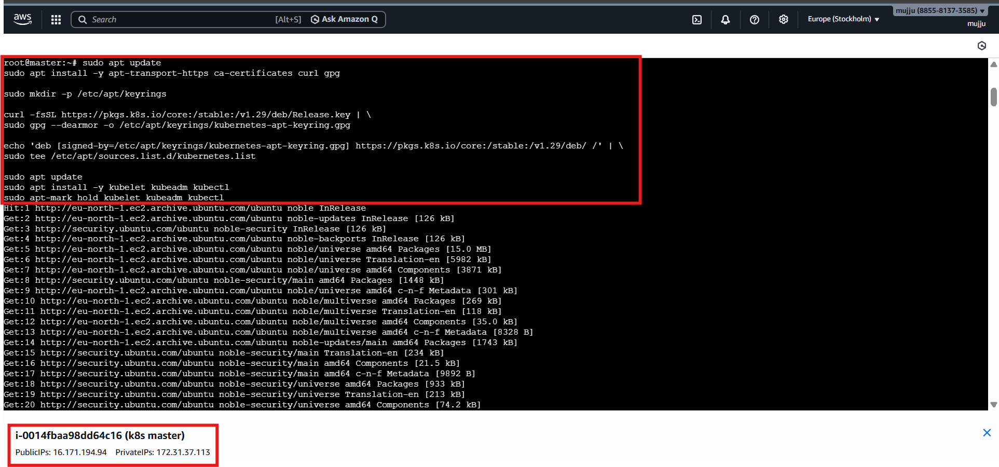 mujju (8855-8137-3585)
aws
Search [Alt+S] Ask Amazon Q
Europe (Stockholm)
mujju
root@master:~# sudo apt update
sudo apt install -y apt-transport-https ca-certificates curl gpg
sudo mkdir -p /etc/apt/keyrings
curl -fsSL https://pkgs.k8s.io/core:/stable:/v1.29/deb/Release.key | \
sudo gpg --dearmor -o /etc/apt/keyrings/kubernetes-apt-keyring.gpg
echo 'deb [signed-by=/etc/apt/keyrings/kubernetes-apt-keyring.gpg] https://pkgs.k8s.io/core:/stable:/v1.29/deb/ /' | \
sudo tee /etc/apt/sources.list.d/kubernetes.list
sudo apt update
sudo apt install -y kubelet kubeadm kubectl
sudo apt-mark hold kubelet kubeadm kubectl
Hit:1 http://eu-north-1.ec2.archive.ubuntu.com/ubuntu noble InRelease
Get:2 http://eu-north-1.ec2.archive.ubuntu.com/ubuntu noble-updates InRelease [126 kB]
Get:3 http://security.ubuntu.com/ubuntu noble-security InRelease [126 kB]
Get:4 http://eu-north-1.ec2.archive.ubuntu.com/ubuntu noble-backports InRelease [126 kB]
Get:5 http://eu-north-1.ec2.archive.ubuntu.com/ubuntu noble/universe amd64 Packages [15.0 MB]
Get:6 http://eu-north-1.ec2.archive.ubuntu.com/ubuntu noble/universe Translation-en [5982 kB]
Get:7 http://eu-north-1.ec2.archive.ubuntu.com/ubuntu noble/universe amd64 Components [3871 kB]
Get:8 http://security.ubuntu.com/ubuntu noble-security/main amd64 Packages [1448 kB]
Get:9 http://eu-north-1.ec2.archive.ubuntu.com/ubuntu noble/universe amd64 c-n-f Metadata [301 kB]
Get:10 http://eu-north-1.ec2.archive.ubuntu.com/ubuntu noble/multiverse amd64 Packages [269 kB]
Get:11 http://eu-north-1.ec2.archive.ubuntu.com/ubuntu noble/multiverse Translation-en [118 kB]
Get:12 http://eu-north-1.ec2.archive.ubuntu.com/ubuntu noble/multiverse amd64 Components [35.0 kB]
Get:13 http://eu-north-1.ec2.archive.ubuntu.com/ubuntu noble/multiverse amd64 c-n-f Metadata [8328 B]
Get:14 http://eu-north-1.ec2.archive.ubuntu.com/ubuntu noble-updates/main amd64 Packages [1743 kB]
Get:15 http://security.ubuntu.com/ubuntu noble-security/main Translation-en [234 kB]
Get:16 http://security.ubuntu.com/ubuntu noble-security/main amd64 Components [21.5 kB]
Get:17 http://security.ubuntu.com/ubuntu noble-security/main amd64 c-n-f Metadata [9892 B]
Get:18 http://security.ubuntu.com/ubuntu noble-security/universe amd64 Packages [933 kB]
Get:19 http://security.ubuntu.com/ubuntu noble-security/universe Translation-en [213 kB]
Get:20 http://security.ubuntu.com/ubuntu noble-security/universe amd64 Components [74.2 kB]
i-0014fbaa98dd64c16 (k8s master)
PublicIPs: 16.171.194.94 PrivateIPs: 172.31.37.113